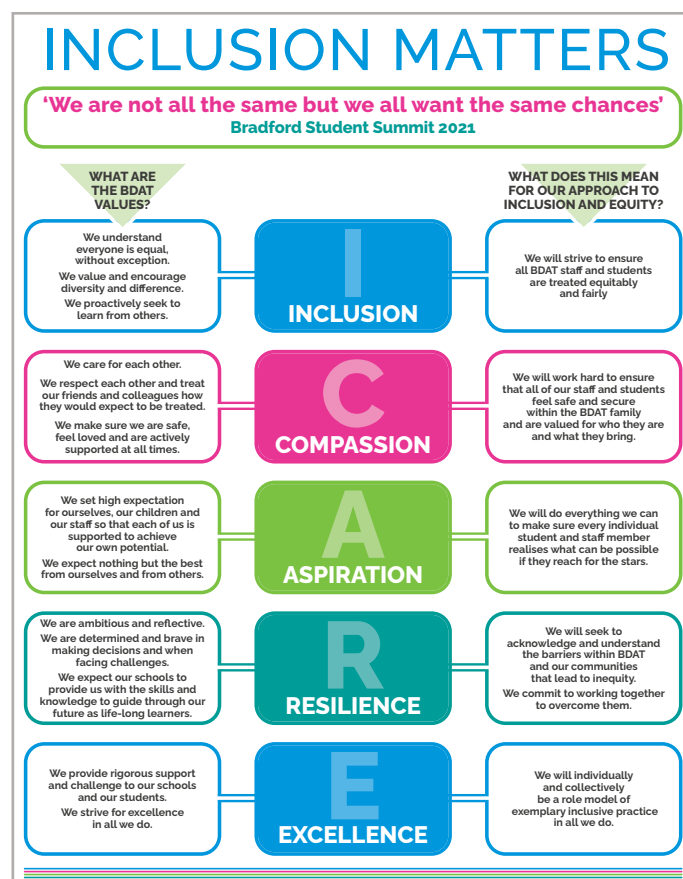 INCLUSION MATTERS
‘We are not all the same but we all want the same chances’
Bradford Student Summit 2021
WHAT ARE
THE BDAT
VALUES?
WHAT DOES THIS MEAN
FOR OUR APPROACH TO
INCLUSION AND EQUITY?
We understand
everyone is equal,
without exception.
We value and encourage
diversity and difference.
We proactively seek to
learn from others.
I
INCLUSION
We will strive to ensure
all BDAT staff and students
are treated equitably
and fairly
We care for each other.
We respect each other and treat
our friends and colleagues how
they would expect to be treated.
We make sure we are safe,
feel loved and are actively
supported at all times.
C
COMPASSION
We will work hard to ensure
that all of our staff and students
feel safe and secure
within the BDAT family
and are valued for who they are
and what they bring.
We set high expectation
for ourselves, our children and
our staff so that each of us is
supported to achieve
our own potential.
We expect nothing but the best
from ourselves and from others.
A
ASPIRATION
We will do everything we can
to make sure every individual
student and staff member
realises what can be possible
if they reach for the stars.
We are ambitious and reflective.
We are determined and brave in
making decisions and when
facing challenges.
We expect our schools to
provide us with the skills and
knowledge to guide through our
future as life-long learners.
R
RESILIENCE
We will seek to
acknowledge and understand
the barriers within BDAT
and our communities
that lead to inequity.
We commit to working together
to overcome them.
We provide rigorous support
and challenge to our schools
and our students.
We strive for excellence
in all we do.
E
EXCELLENCE
We will individually
and collectively
be a role model of
exemplary inclusive practice
in all we do.